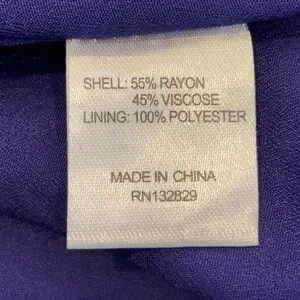 SHELL: 55% RAYON
45% VISCOSE
LINING: 100% POLYESTER
MADE IN CHINA
RN132829